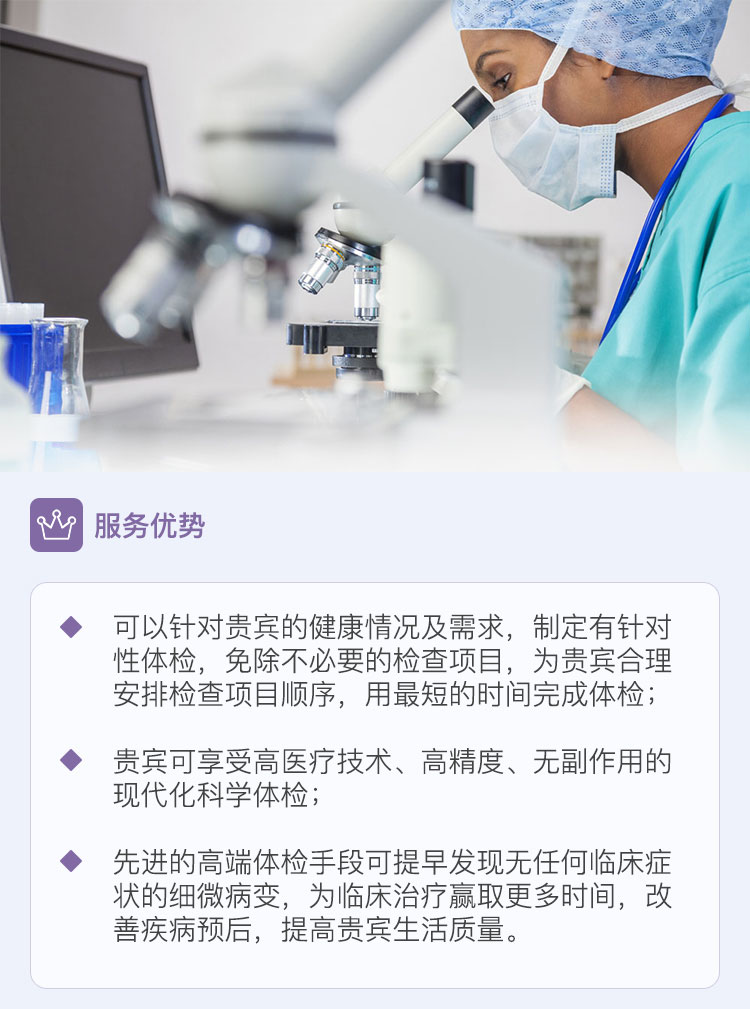 服务优势
可以针对贵宾的健康情况及需求，制定有针对
性体检，免除不必要的检查项目，为贵宾合理
安排检查项目顺序，用最短的时间完成体检；
贵宾可享受高医疗技术、高精度、无副作用的
现代化科学体检；
先进的高端体检手段可提早发现无任何临床症
状的细微病变，为临床治疗赢取更多时间，改
善疾病预后，提高贵宾生活质量。